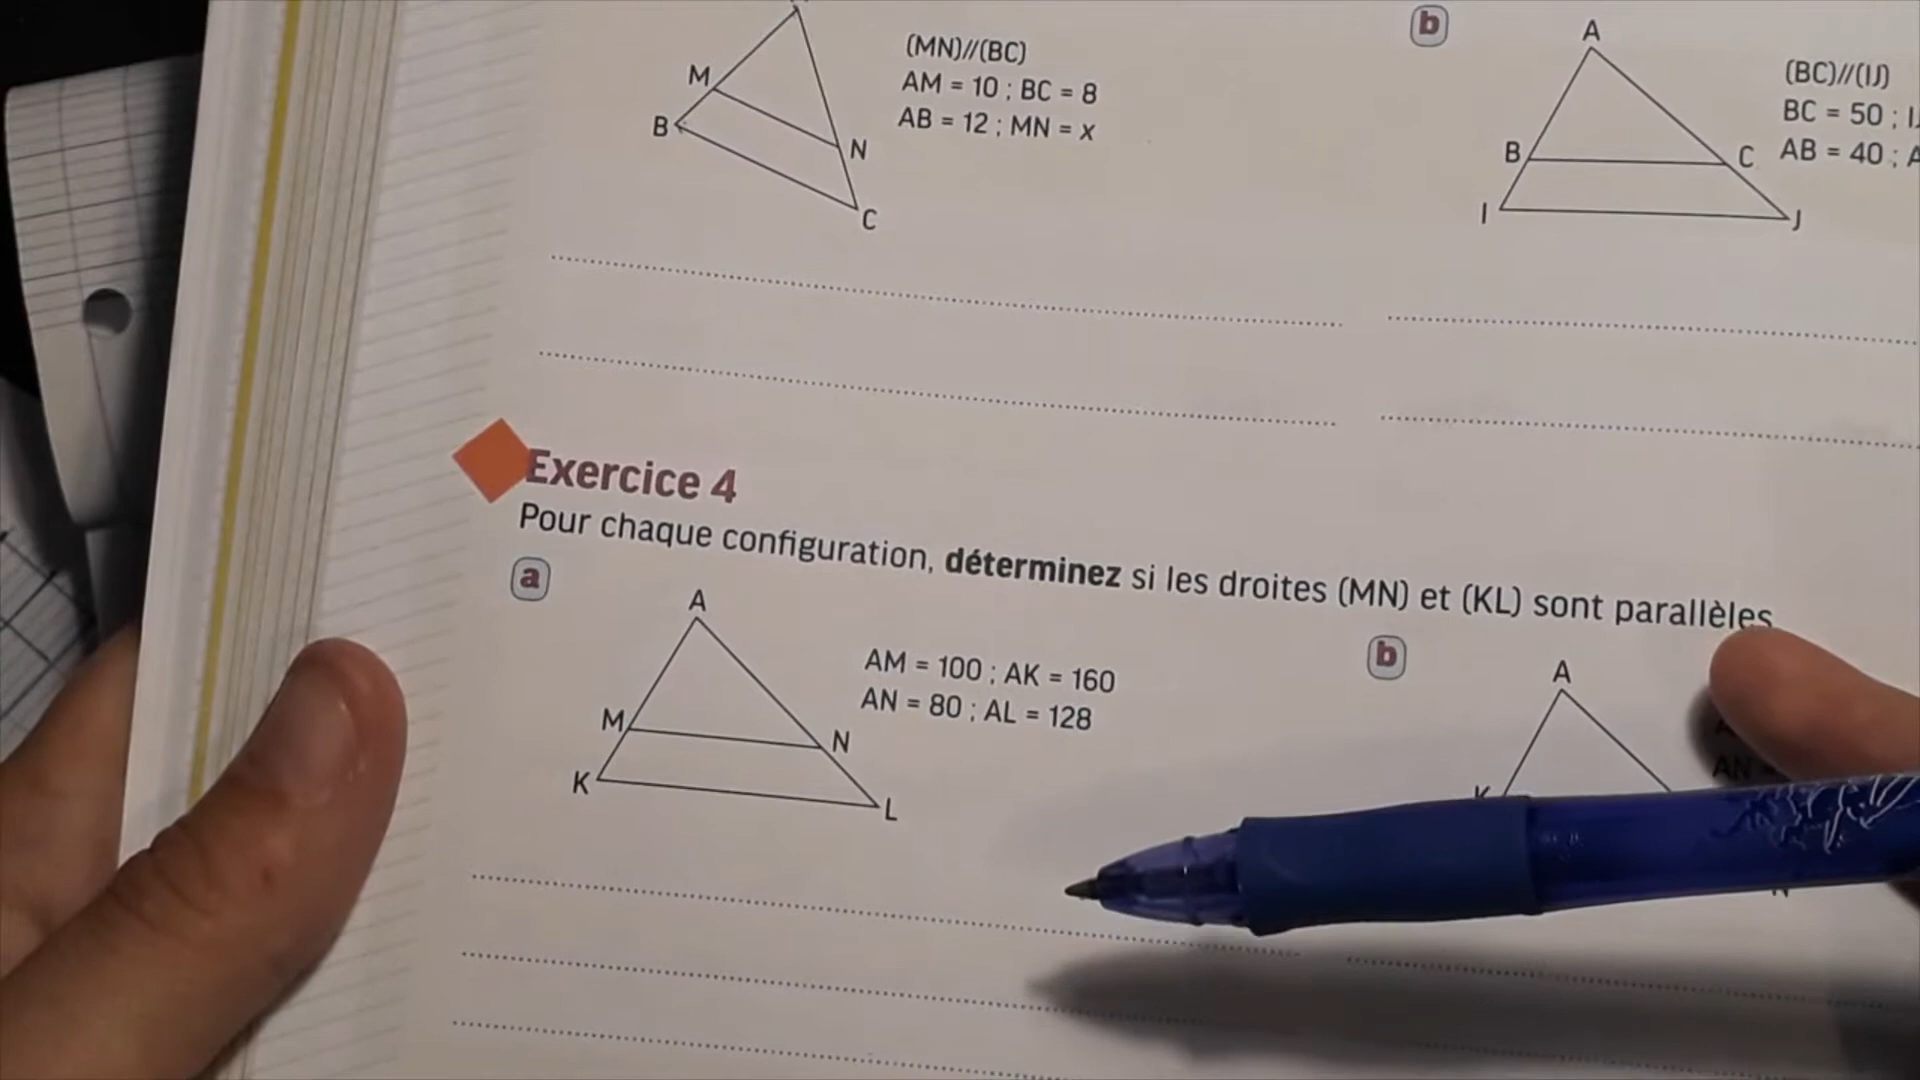 M
B
N
C
(MN)//(BC)
AM = 10 ; BC = 8
AB = 12 ; MN = x
b
A
B
C
I
J
(BC)//(IJ)
BC = 50 ;
AB = 40 ;
Exercice 4
Pour chaque configuration, déterminez si les droites (MN) et (KL) sont parallèles
a
A
M
N
K
L
AM = 100 ; AK = 160
AN = 80 ; AL = 128
b
A
AN